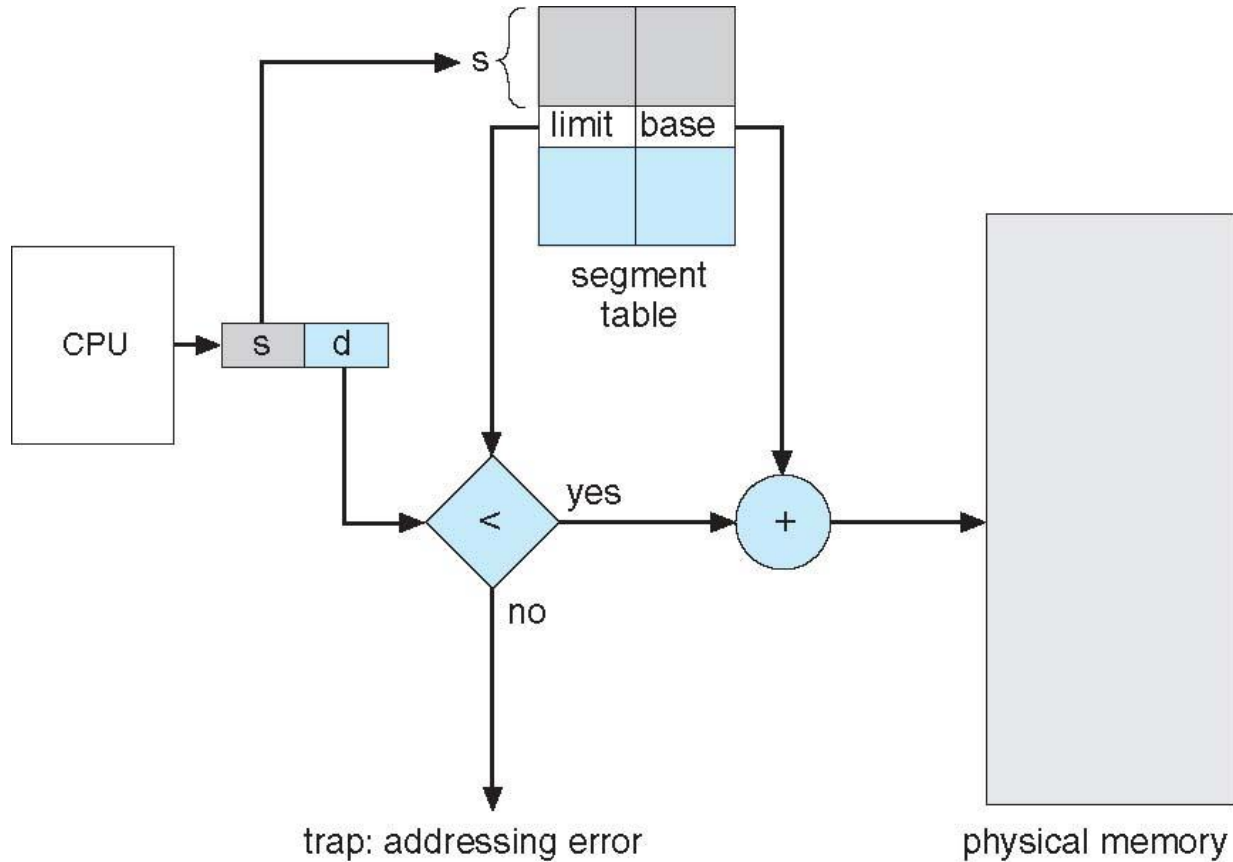 s
limit base
segment
table
CPU
s d
<
yes
+
no
trap: addressing error
physical memory